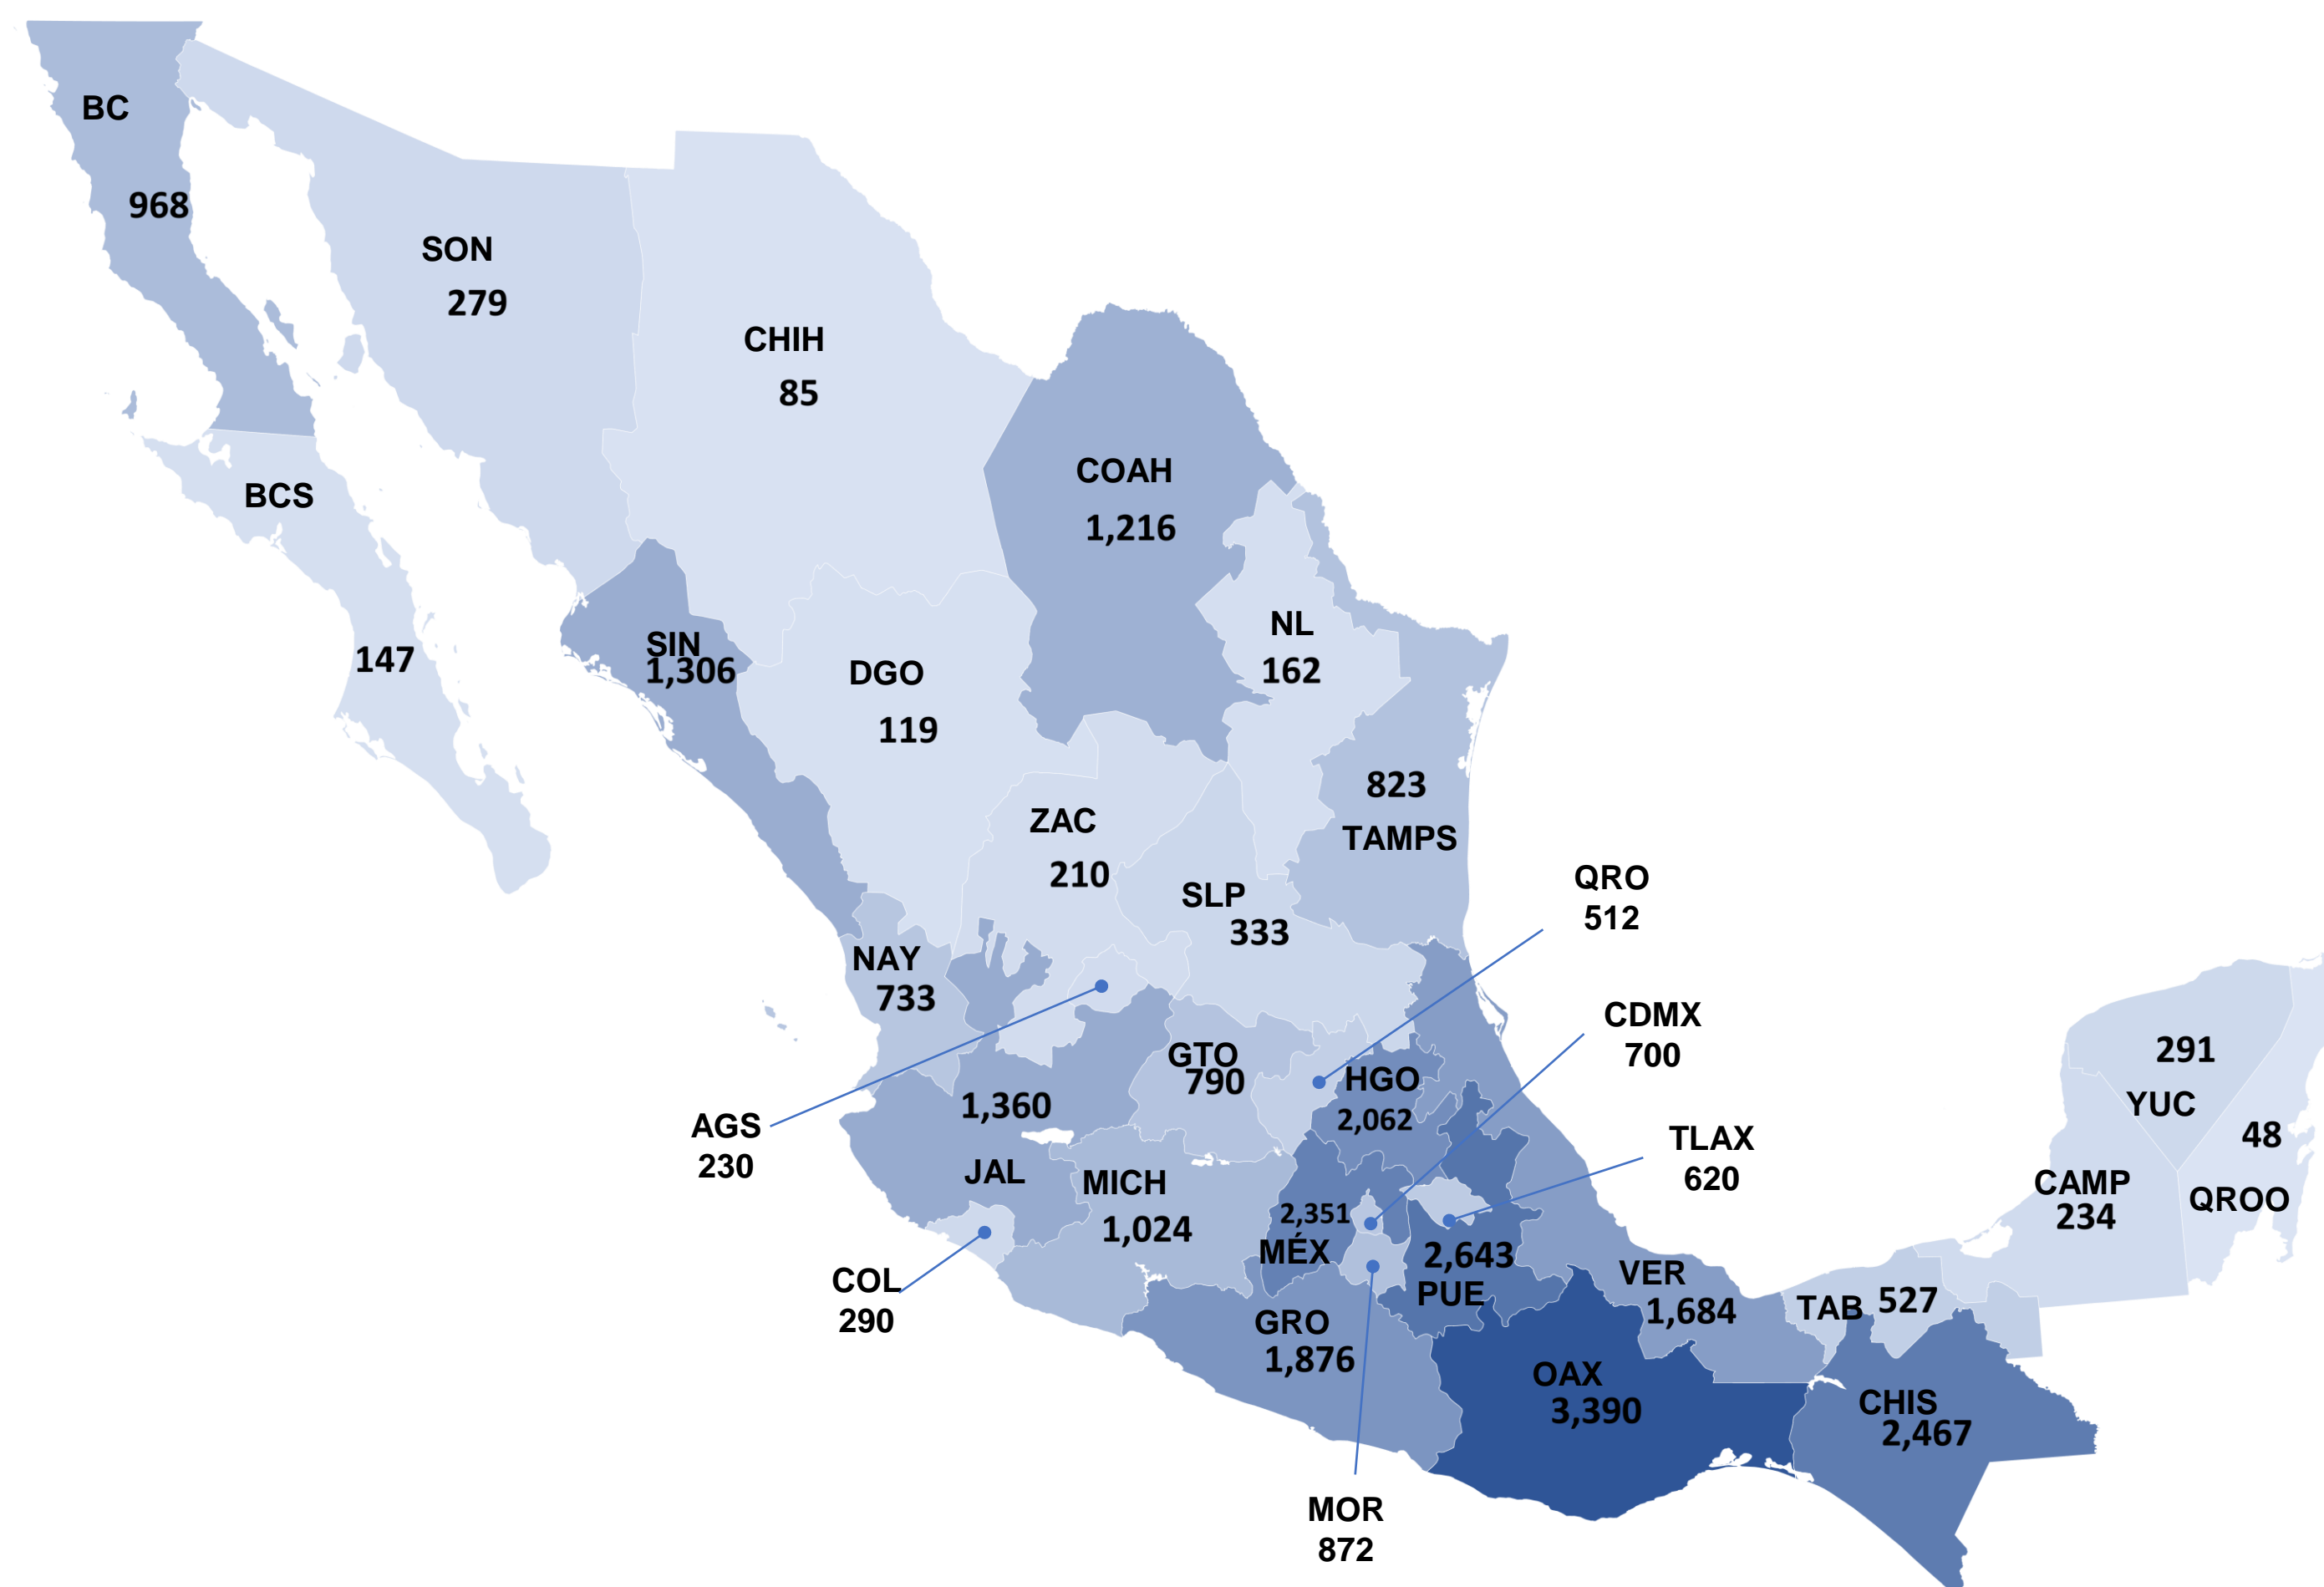 BC
968
SON
279
CHIH
85
COAH
1,216
BCS
147
SIN
1,306
DGO
119
NL
162
823
TAMPS
ZAC
210
SLP
333
QRO
512
NAY
733
CDMX
700
GTO
790
HGO
2,062
1,360
JAL
AGS
230
MICH
1,024
TLAX
620
291
YUC
48
QROO
CAMP
234
2,351
MÉX
2,643
PUE
COL
290
VER
1,684
TAB 527
GRO
1,876
OAX
3,390
CHIS
2,467
MOR
872